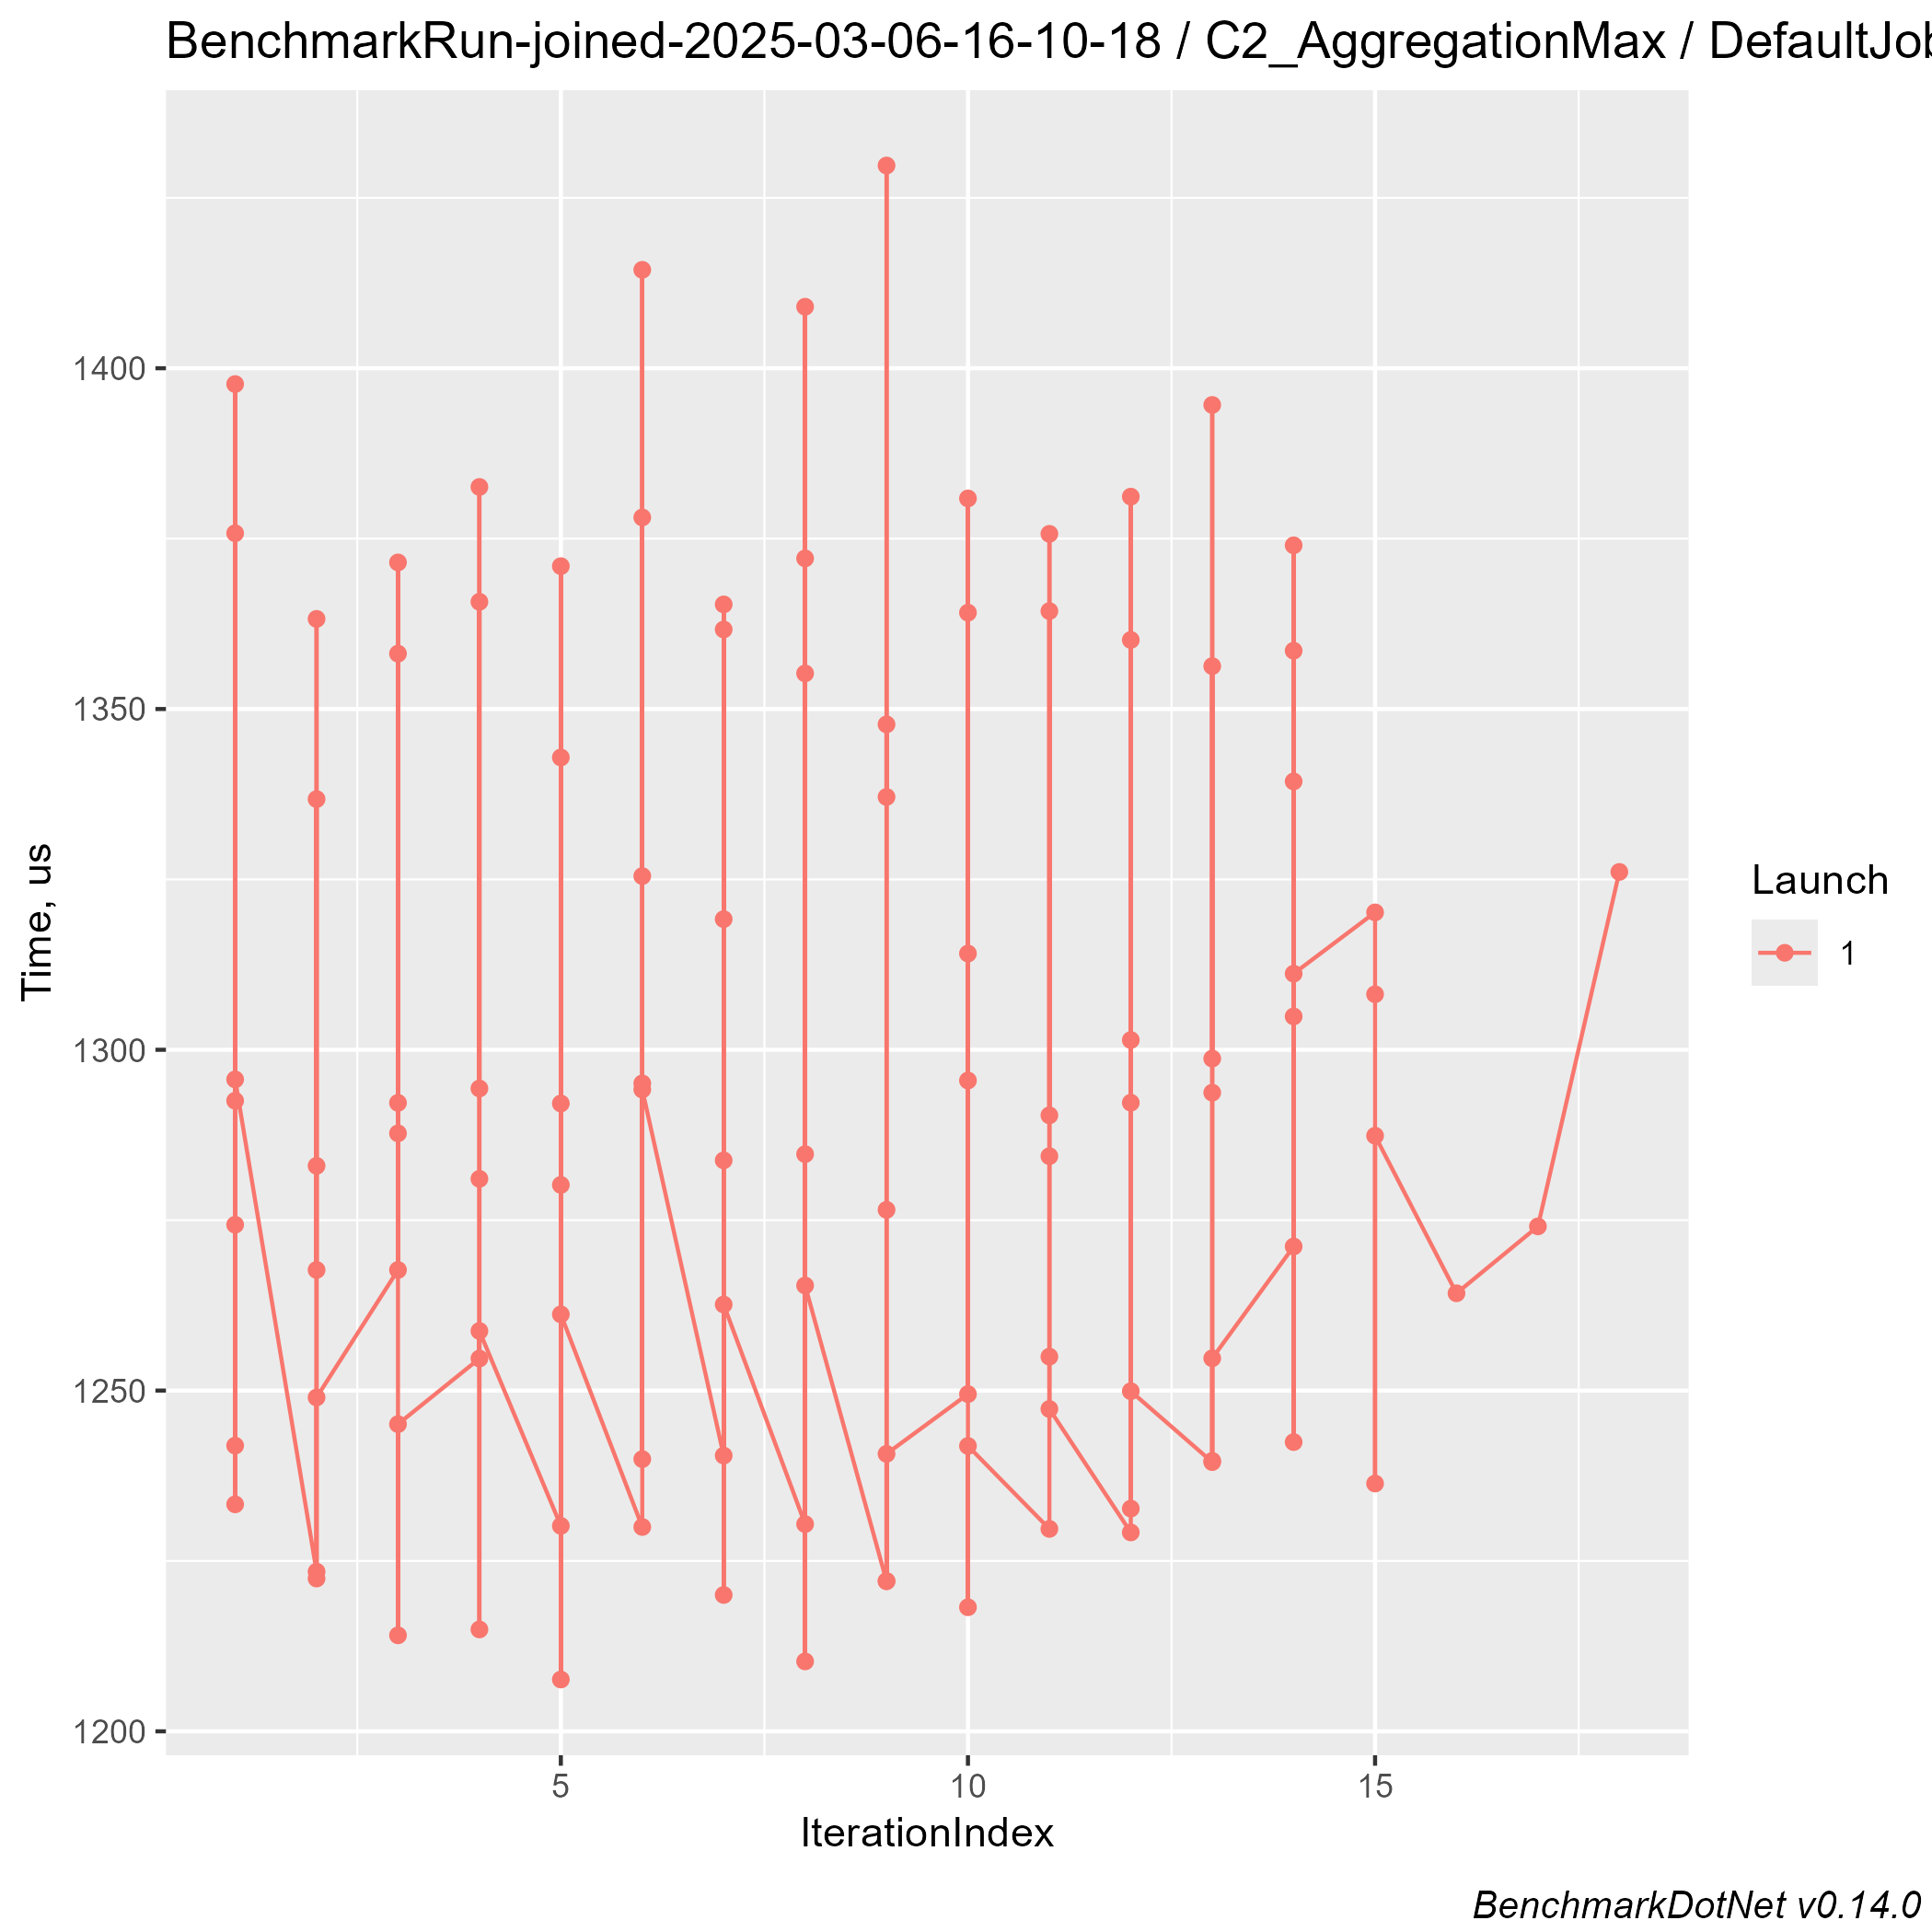 BenchmarkRun-joined-2025-03-06-16-10-18 / C2_AggregationMax / DefaultJob
1400
1350
1300
1250
1200
Time, us
5
10
15
IterationIndex
Launch
1
BenchmarkDotNet v0.14.0